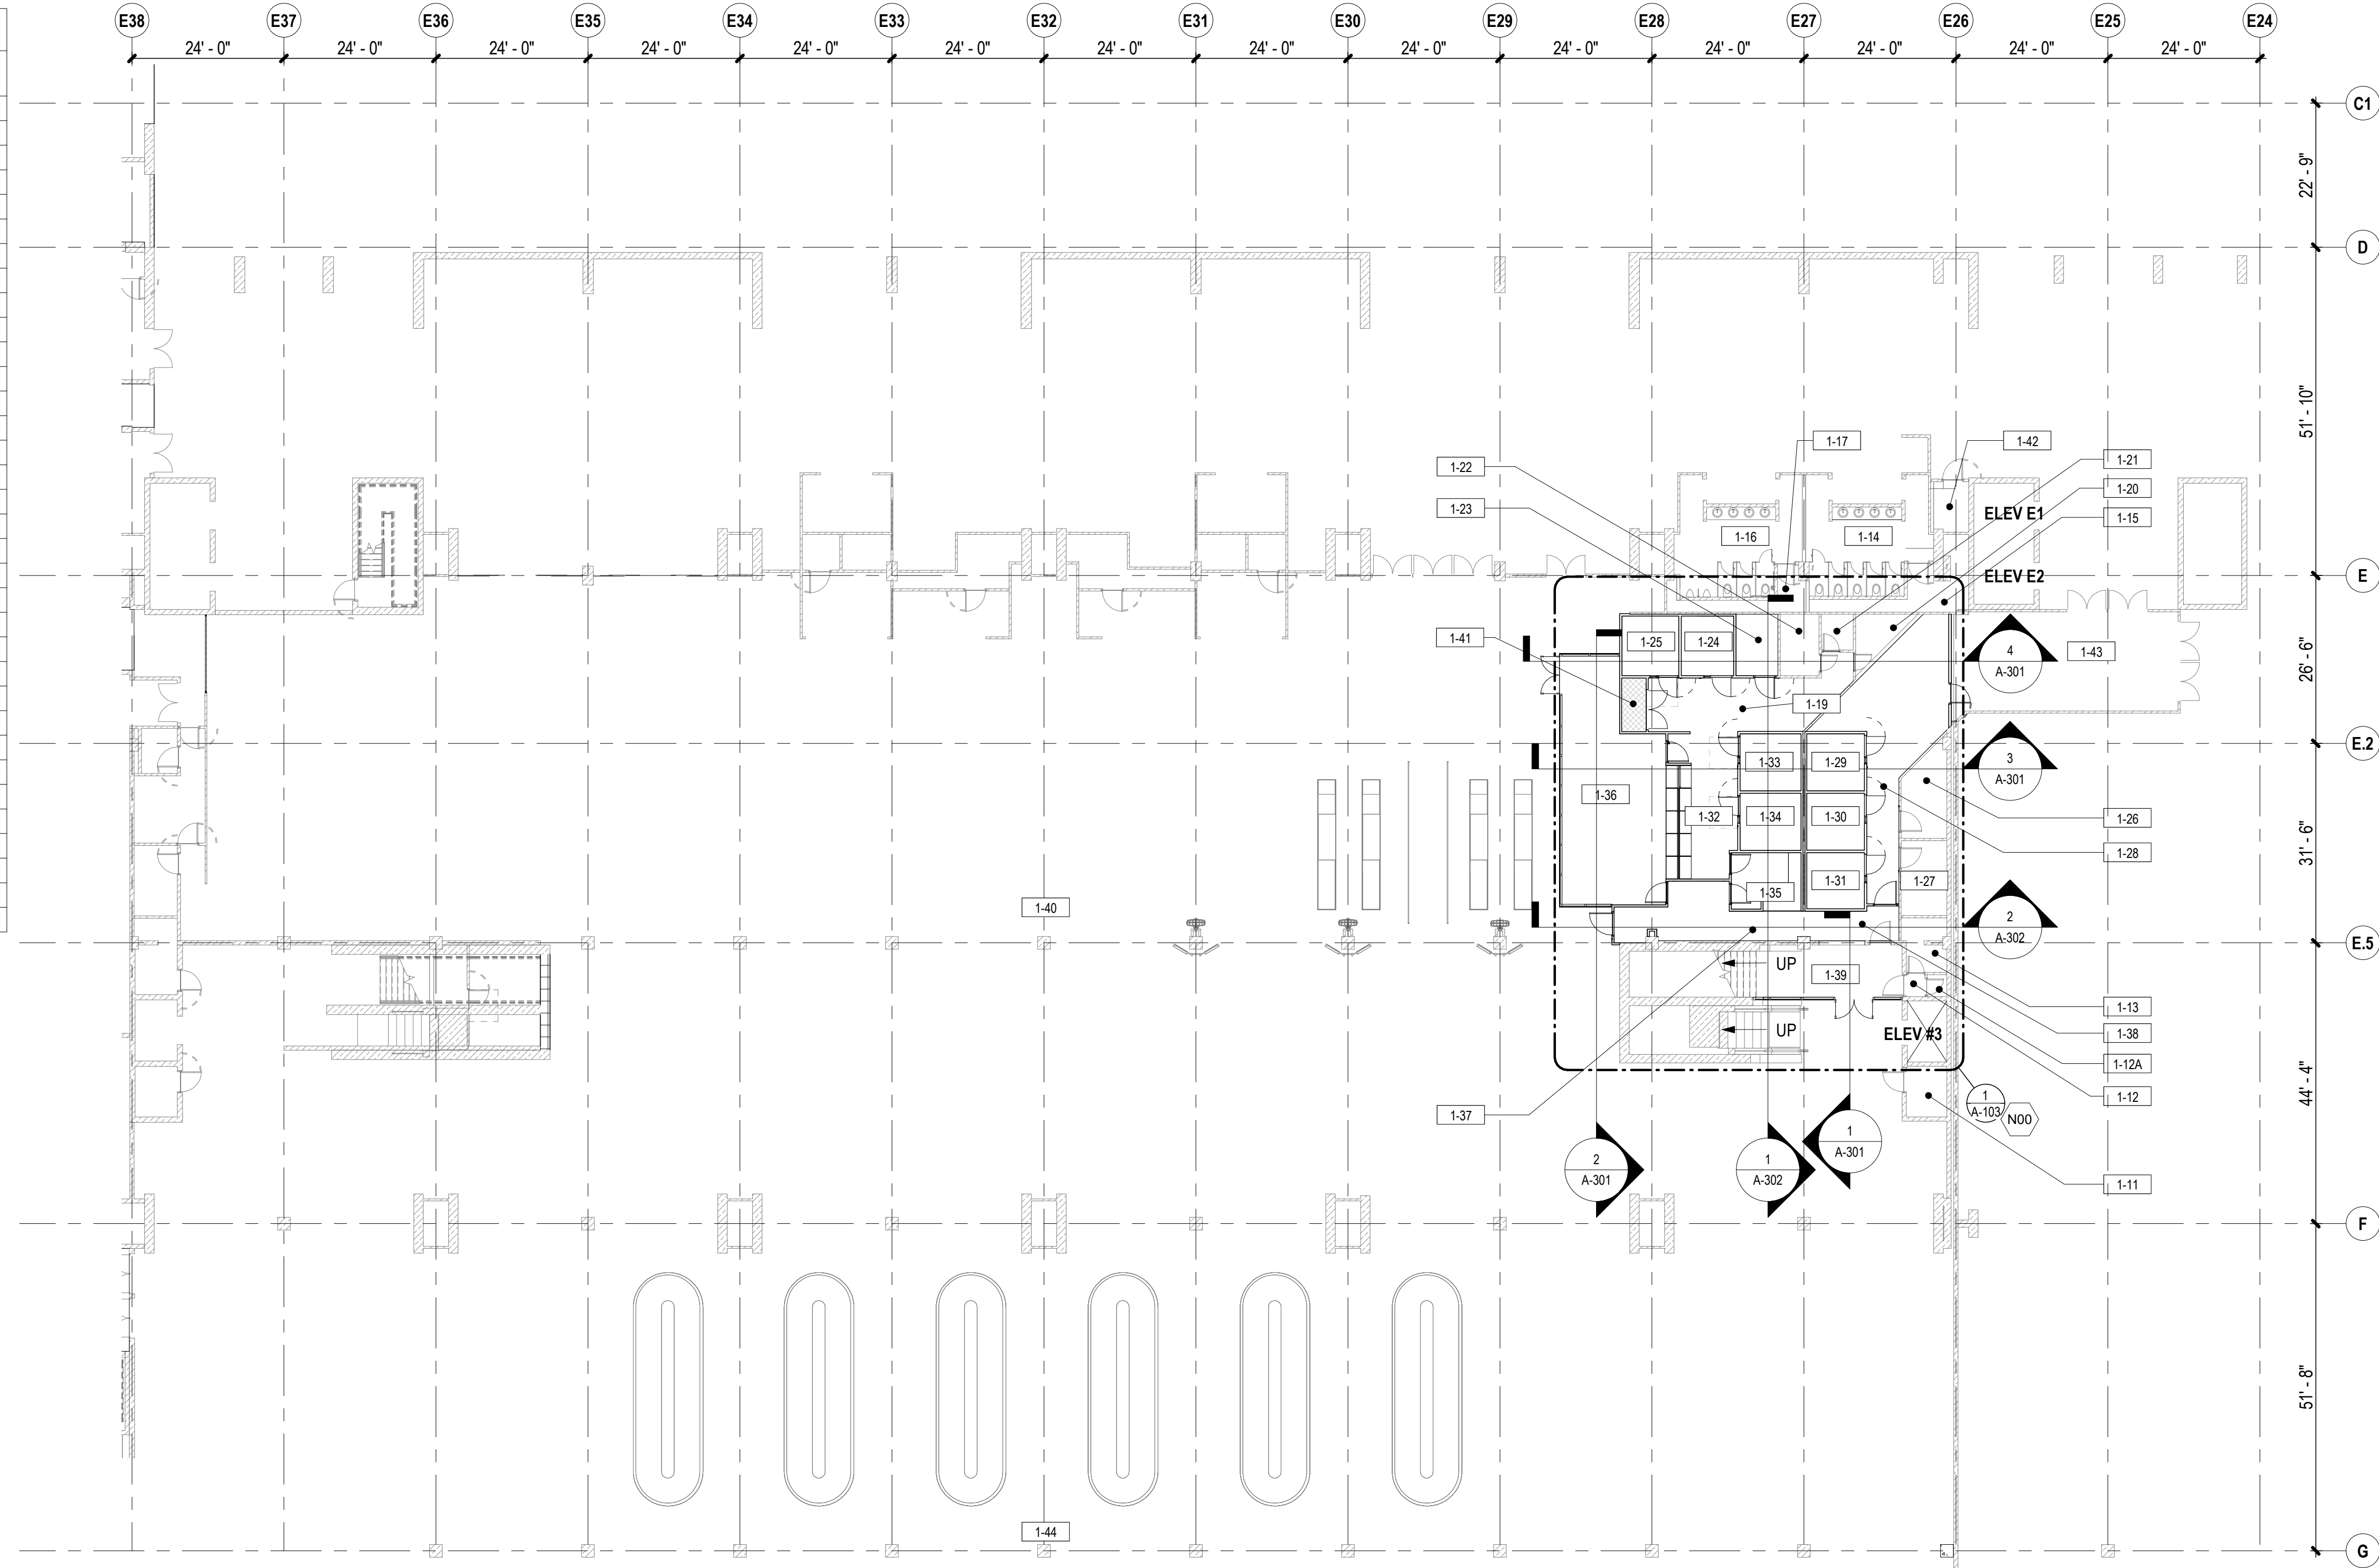 E38 E37 E36 E35 E34 E33 E32 E31 E30 E29 E28 E27 E26 E25 E24
24' - 0" 24' - 0" 24' - 0" 24' - 0" 24' - 0" 24' - 0" 24' - 0" 24' - 0" 24' - 0" 24' - 0" 24' - 0" 24' - 0" 24' - 0" 24' - 0"
C1
22' - 9"
D
51' - 10"
1-17
1-42
1-22
1-21
1-20
1-23
ELEV E1
1-15
1-16
1-14
E
ELEV E2
1-41
1-25
1-24
4
A-301
1-43
26' - 6"
1-19
E.2
1-33
1-29
3
A-301
1-36
1-32
1-34
1-30
1-26
31' - 6"
1-28
1-31
1-27
1-35
1-40
2
A-302
E.5
UP
1-39
1-13
UP
ELEV #3
1-38
1-12A
44' - 4"
1-12
1-37
1
A-103
N00
1
A-301
2
A-301
1
A-302
1-11
F
51' - 8"
1-44
G